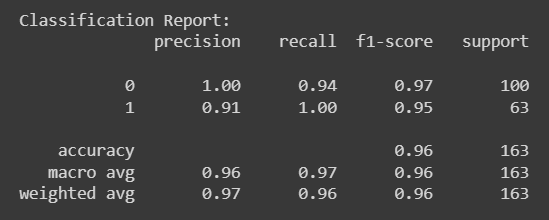 Classification Report:
precision recall f1-score support
0 1.00 0.94 0.97 100
1 0.91 1.00 0.95 63
accuracy 0.96 163
macro avg 0.96 0.97 0.96 163
weighted avg 0.97 0.96 0.96 163